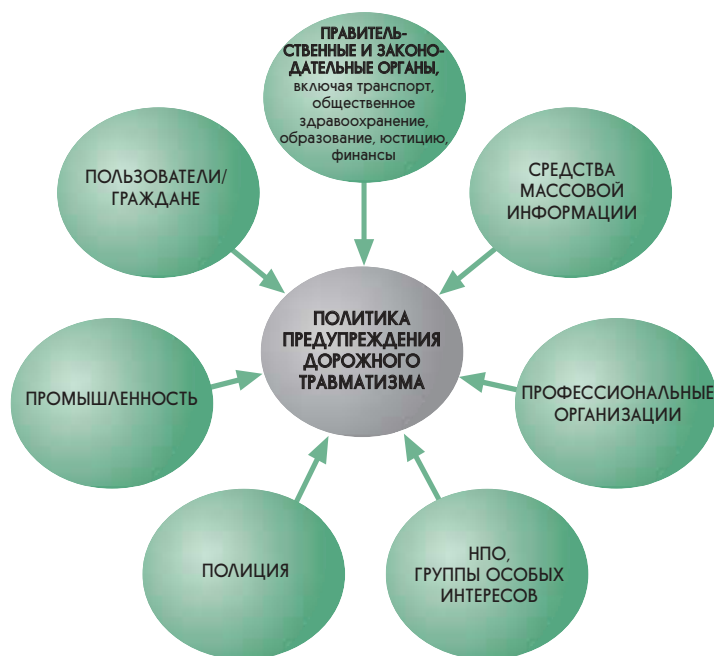 ПРАВИТЕЛЬ-
СТВЕННЫЕ И ЗАКОНО-
ДАТЕЛЬНЫЕ ОРГАНЫ,
включая транспорт,
общественное
здравоохранение,
образование, юстицию,
финансы
ПОЛЬЗОВАТЕЛИ/
ГРАЖДАНЕ
СРЕДСТВА
МАССОВОЙ
ИНФОРМАЦИИ
ПОЛИТИКА
ПРЕДУПРЕЖДЕНИЯ
ДОРОЖНОГО
ТРАВМАТИЗМА
ПРОМЫШЛЕННОСТЬ
ПРОФЕССИОНАЛЬНЫЕ
ОРГАНИЗАЦИИ
ПОЛИЦИЯ
НПО,
ГРУППЫ ОСОБЫХ
ИНТЕРЕСОВ